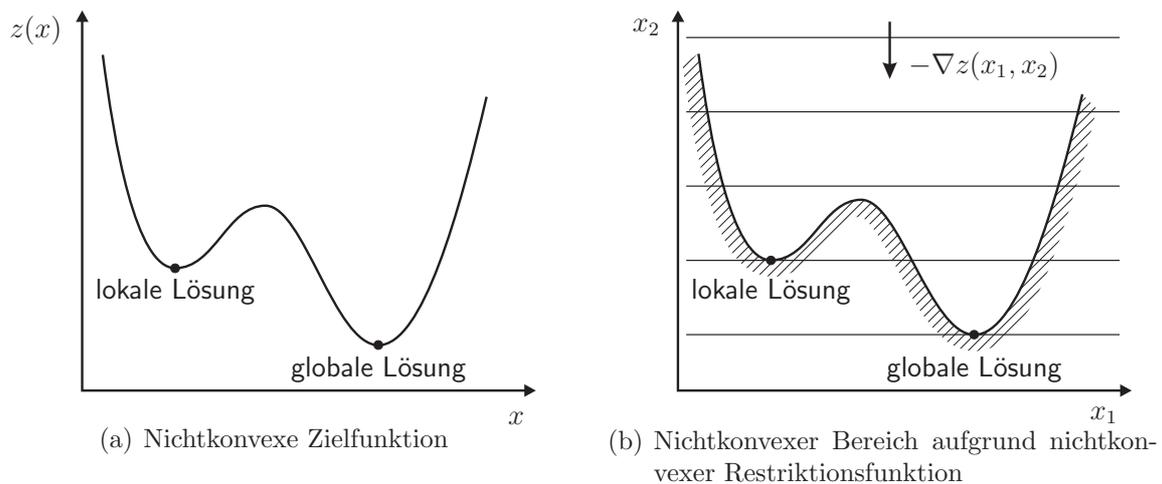 z(x)
lokale Lösung
globale Lösung
x
(a) Nichtkonvexe Zielfunktion
x₂
−∇z(x₁, x₂)
lokale Lösung
globale Lösung
x₁
(b) Nichtkonvexer Bereich aufgrund nichtkon-
vexer Restriktionsfunktion